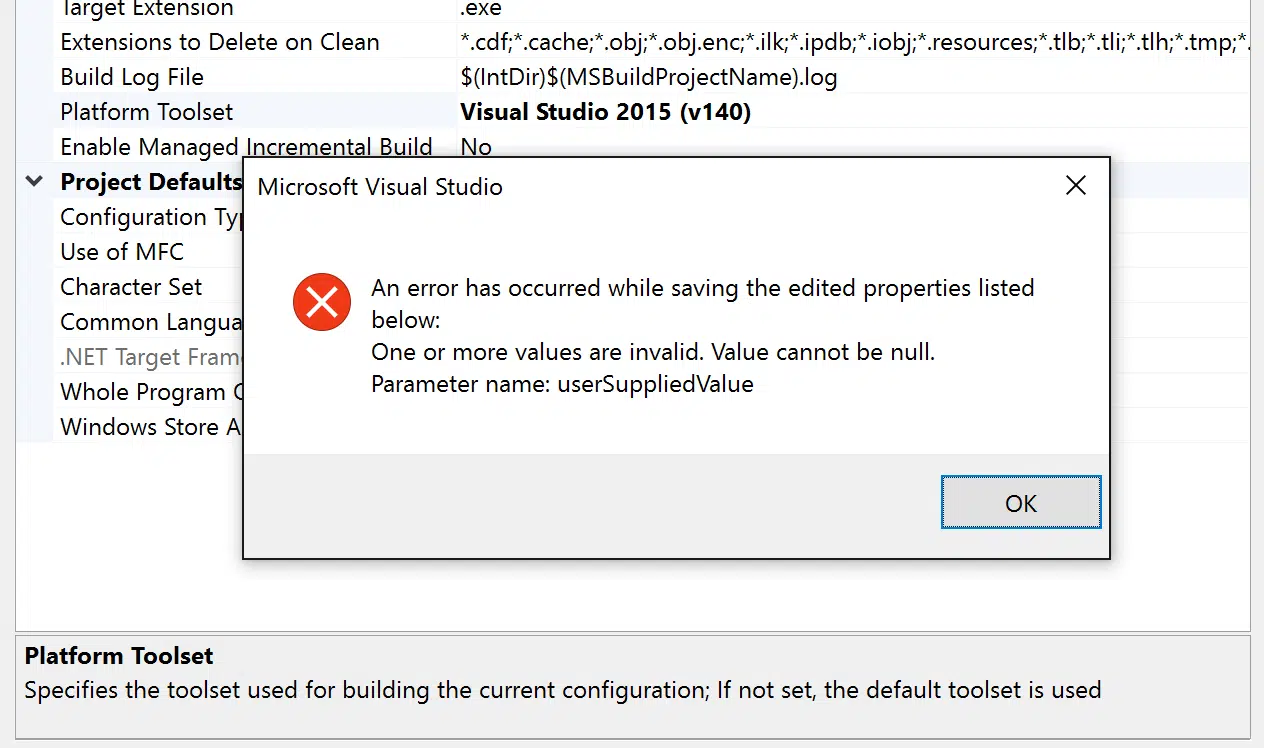 Target Extension .exe
Extensions to Delete on Clean *.cdf;*.cache;*.obj;*.obj.enc;*.ilk;*.ipdb;*.iobj;*.resources;*.tlb;*.tli;*.tlh;*.tmp;*.
Build Log File $(IntDir)$(MSBuildProjectName).log
Platform Toolset Visual Studio 2015 (v140)
Enable Managed Incremental Build No
Project Defaults
Configuration Typ
Use of MFC
Character Set
Common Langua
.NET Target Fram
Whole Program O
Windows Store A
Microsoft Visual Studio
An error has occurred while saving the edited properties listed
below:
One or more values are invalid. Value cannot be null.
Parameter name: userSuppliedValue
OK
Platform Toolset
Specifies the toolset used for building the current configuration; If not set, the default toolset is used